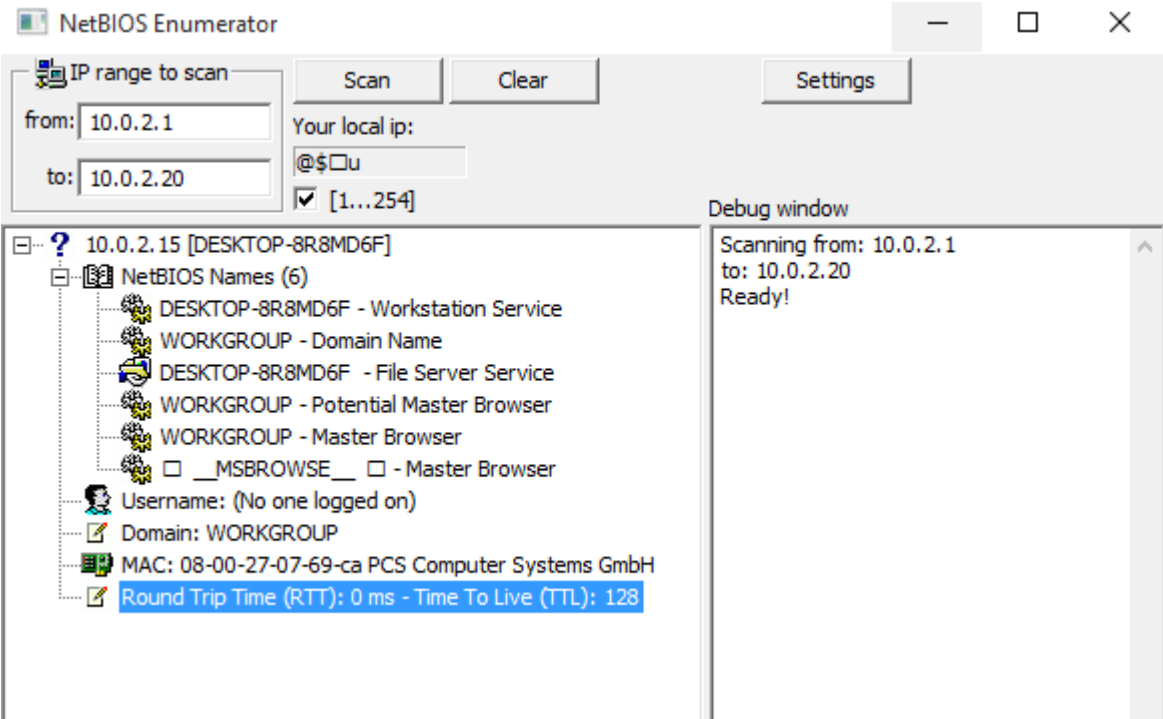 NetBIOS Enumerator
IP range to scan
Scan
Clear
Settings
from: 10.0.2.1
Your local ip:
@$□u
to: 10.0.2.20
[1...254]
Debug window
10.0.2.15 [DESKTOP-8R8MD6F]
NetBIOS Names (6)
DESKTOP-8R8MD6F - Workstation Service
WORKGROUP - Domain Name
DESKTOP-8R8MD6F - File Server Service
WORKGROUP - Potential Master Browser
WORKGROUP - Master Browser
□ __MSBROWSE__ □ - Master Browser
Username: (No one logged on)
Domain: WORKGROUP
MAC: 08-00-27-07-69-ca PCS Computer Systems GmbH
Round Trip Time (RTT): 0 ms - Time To Live (TTL): 128
Scanning from: 10.0.2.1
to: 10.0.2.20
Ready!